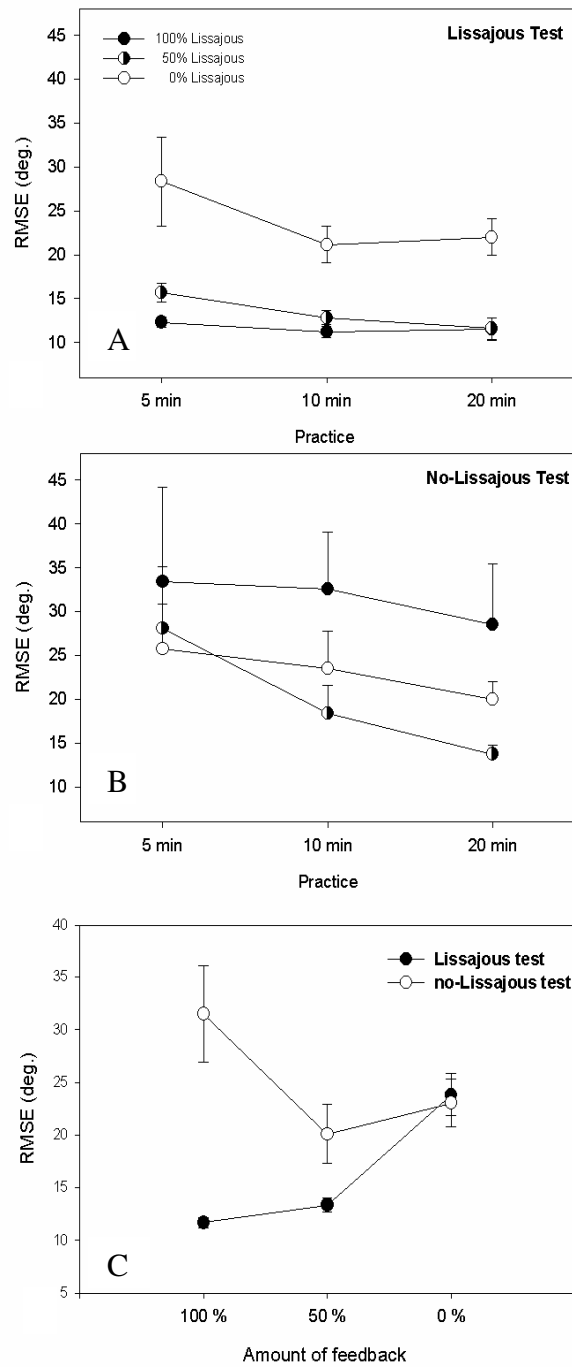 Lissajous Test
100% Lissajous
50% Lissajous
0% Lissajous
45
40
35
30
25
20
15
10
RMSE (deg.)
A
5 min 10 min 20 min
Practice
No-Lissajous Test
45
40
35
30
25
20
15
10
RMSE (deg.)
B
5 min 10 min 20 min
Practice
40
35
30
25
20
15
10
5
RMSE (deg.)
Lissajous test
no-Lissajous test
C
100 % 50 % 0 %
Amount of feedback